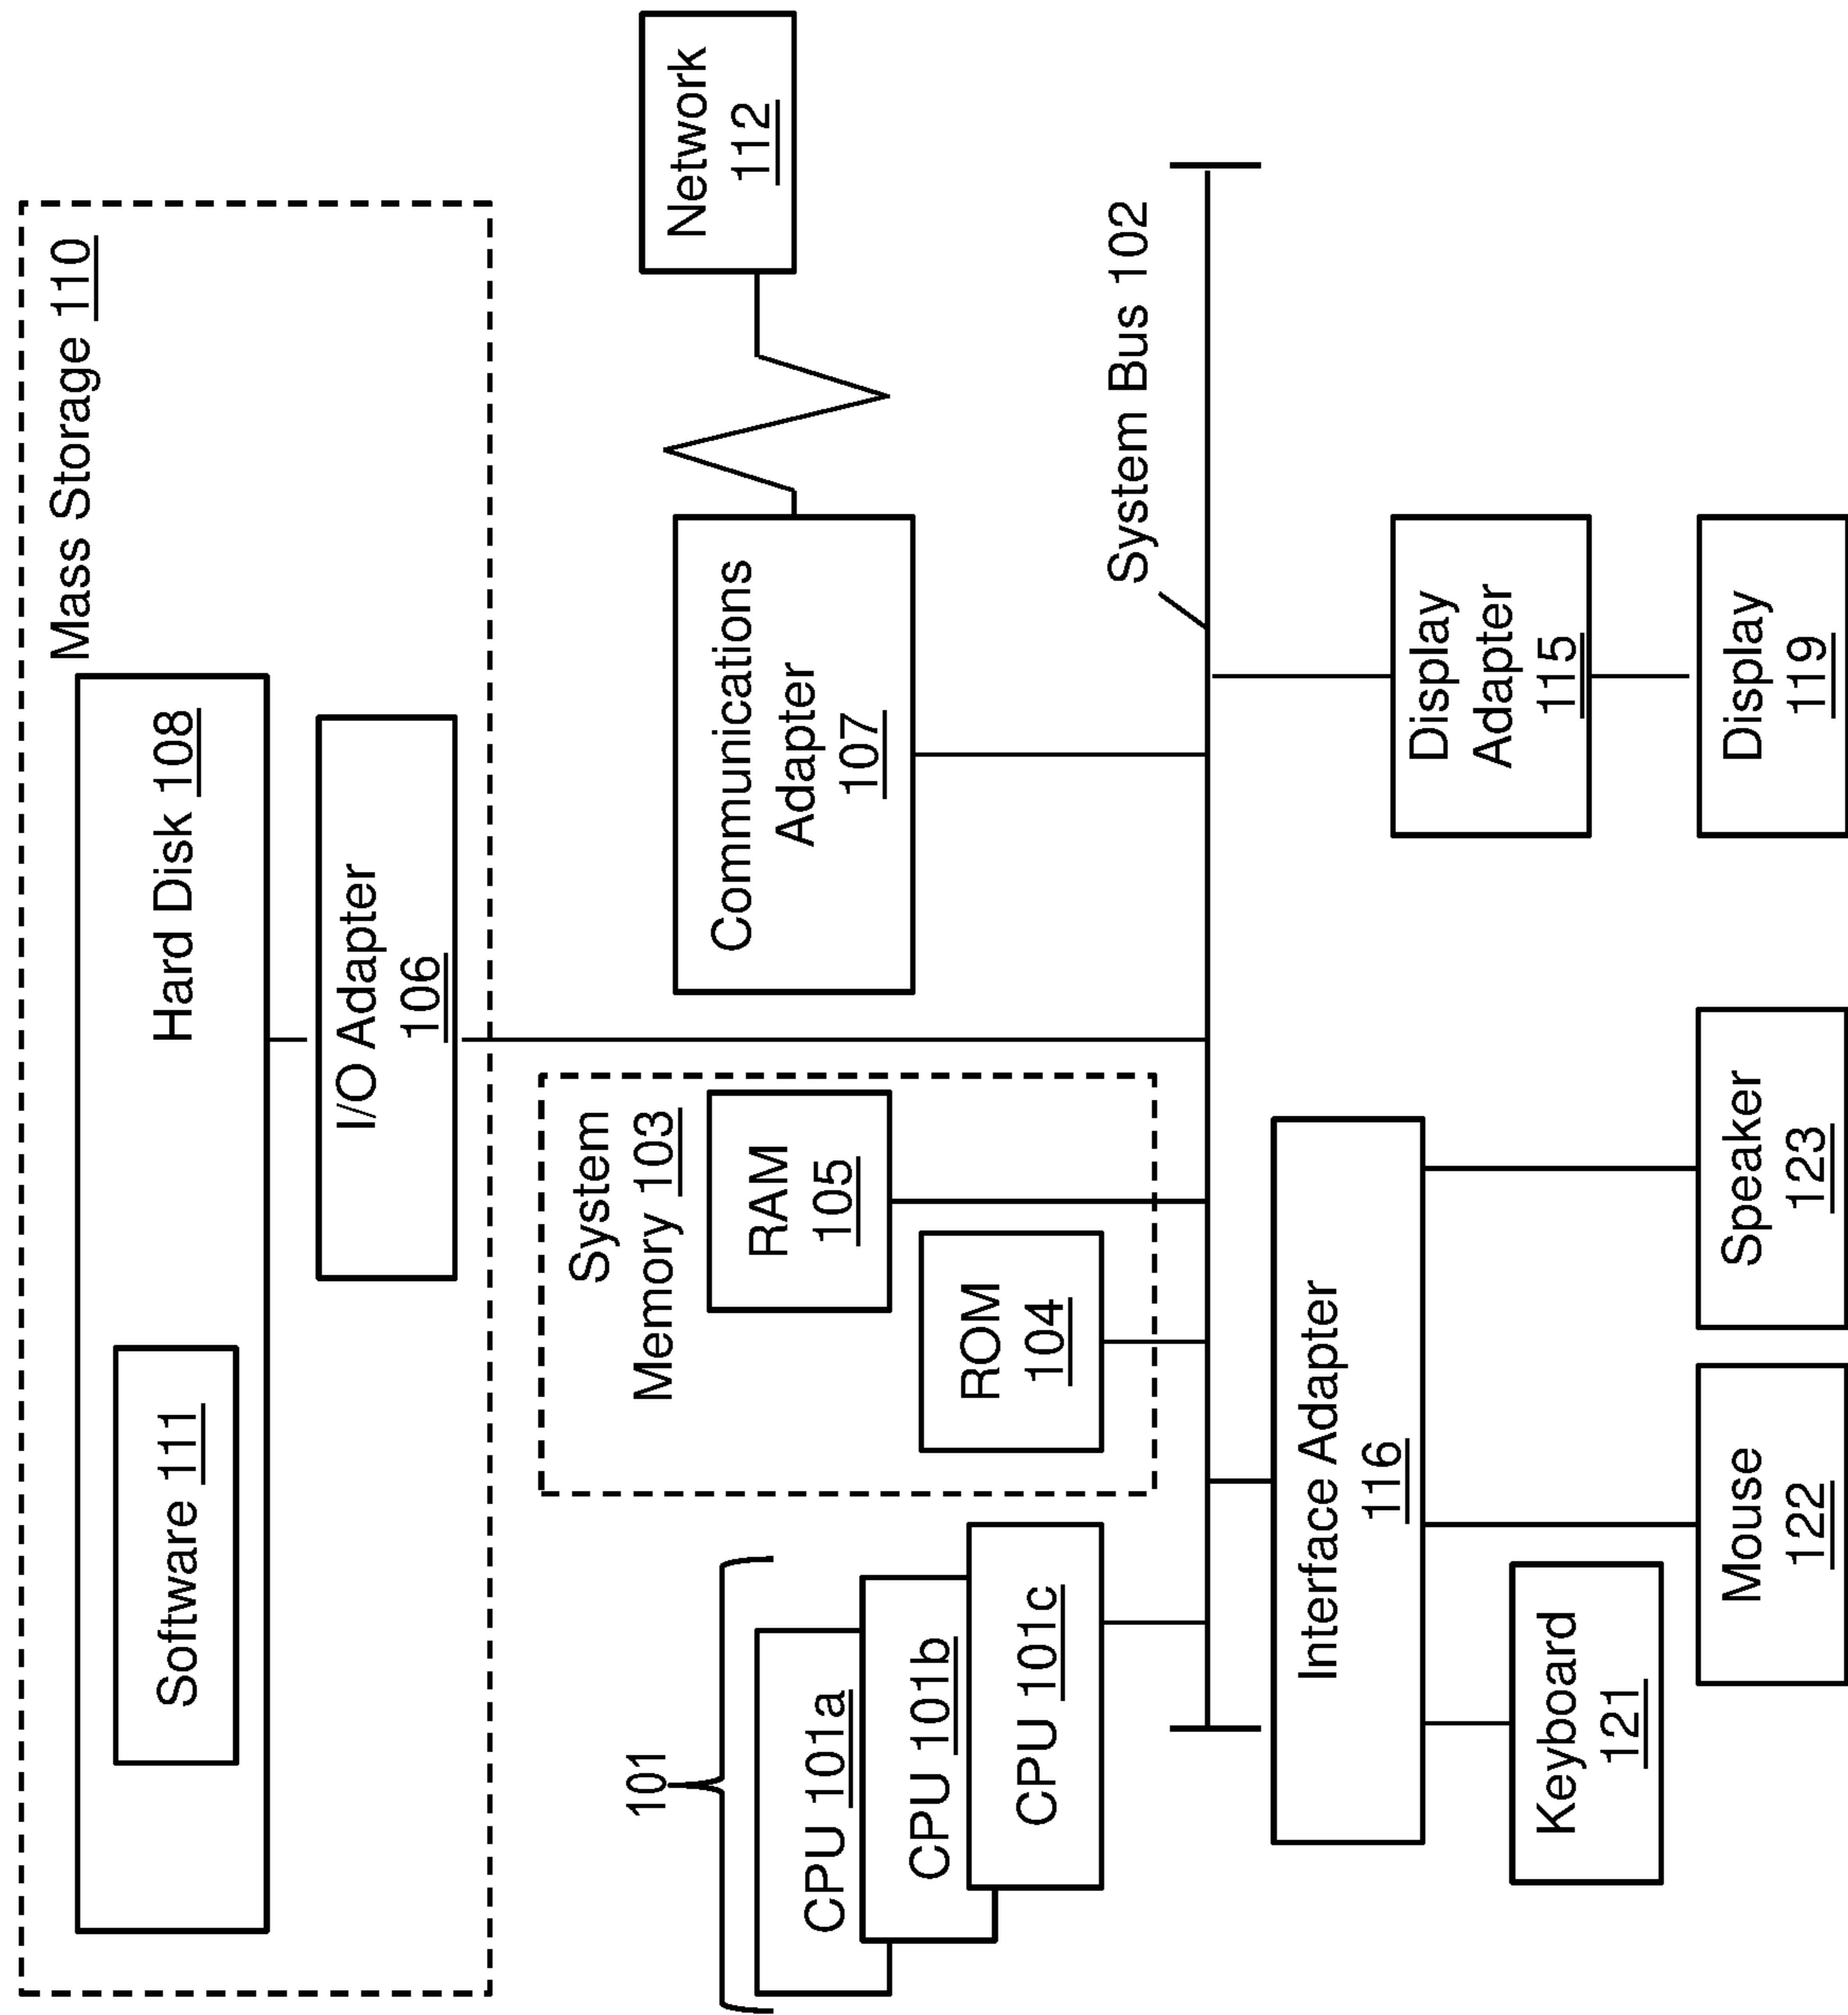 Mass Storage 110
Hard Disk 108
Software 111
I/O Adapter
106
101
CPU 101a
CPU 101b
CPU 101c
System
Memory 103
RAM
105
ROM
104
Communications
Adapter
107
Network
112
System Bus 102
Interface Adapter
116
Keyboard
121
Mouse
122
Speaker
123
Display
Adapter
115
Display
119